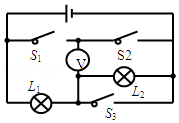 S₁ S2
V
L₁ L₂
S₃